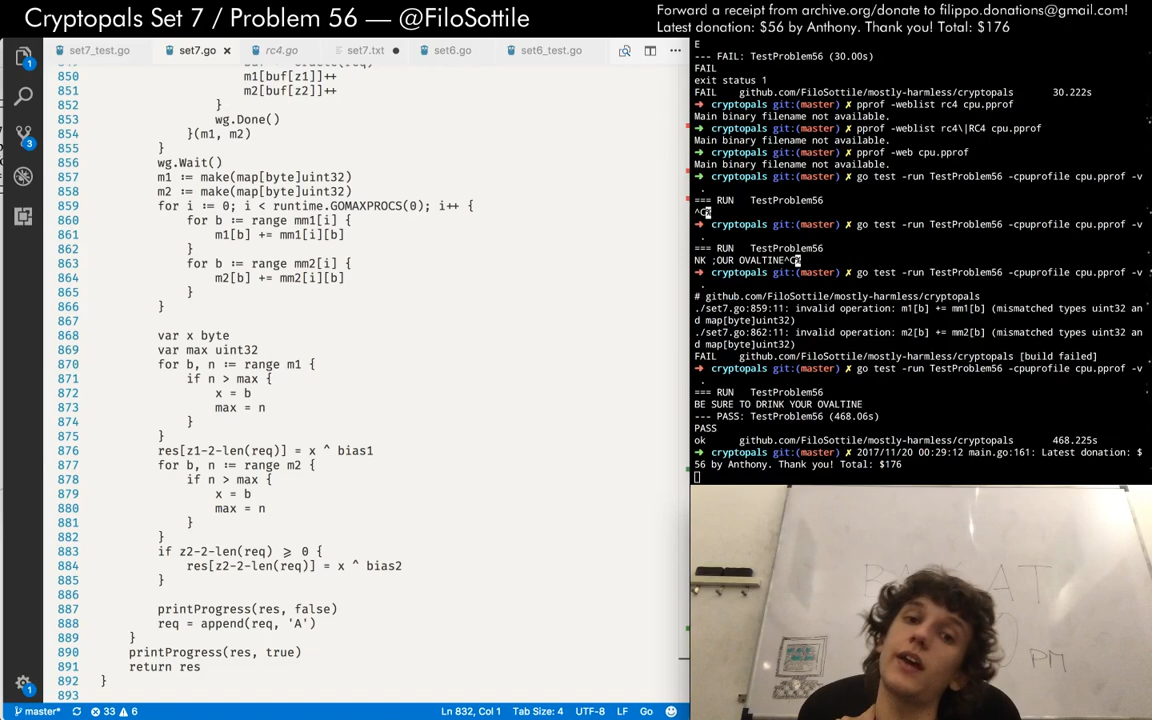 Cryptopals Set 7 / Problem 56 — @FiloSottile
Forward a receipt from archive.org/donate to filippo.donations@gmail.com!
Latest donation: $56 by Anthony. Thank you! Total: $176
set7_test.go
set7.go
rc4.go
set7.txt
set6.go
set6_test.go
850 m1[buf[z1]]++
851 m2[buf[z2]]++
852 }
853 wg.Done()
854 }(m1, m2)
855 }
856 wg.Wait()
857 m1 := make(map[byte]uint32)
858 m2 := make(map[byte]uint32)
859 for i := 0; i < runtime.GOMAXPROCS(0); i++ {
860 for b := range mm1[i] {
861 m1[b] += mm1[i][b]
862 }
863 for b := range mm2[i] {
864 m2[b] += mm2[i][b]
865 }
866 }
867
868 var x byte
869 var max uint32
870 for b, n := range m1 {
871 if n > max {
872 x = b
873 max = n
874 }
875 }
876 res[z1-2-len(req)] = x ^ bias1
877 for b, n := range m2 {
878 if n > max {
879 x = b
880 max = n
881 }
882 }
883 if z2-2-len(req) >= 0 {
884 res[z2-2-len(req)] = x ^ bias2
885 }
886
887 printProgress(res, false)
888 req = append(req, 'A')
889 }
890 printProgress(res, true)
891 return res
892 }
893
E
--- FAIL: TestProblem56 (30.00s)
FAIL
exit status 1
FAIL github.com/FiloSottile/mostly-harmless/cryptopals 30.222s
➜ cryptopals git:(master) ✗ pprof -weblist rc4 cpu.pprof
Main binary filename not available.
➜ cryptopals git:(master) ✗ pprof -weblist rc4\|RC4 cpu.pprof
Main binary filename not available.
➜ cryptopals git:(master) ✗ pprof -web cpu.pprof
Main binary filename not available.
➜ cryptopals git:(master) ✗ go test -run TestProblem56 -cpuprofile cpu.pprof -v
.
=== RUN TestProblem56
^C%
➜ cryptopals git:(master) ✗ go test -run TestProblem56 -cpuprofile cpu.pprof -v
.
=== RUN TestProblem56
NK ;OUR OVALTINE^C%
➜ cryptopals git:(master) ✗ go test -run TestProblem56 -cpuprofile cpu.pprof -v
.
# github.com/FiloSottile/mostly-harmless/cryptopals
./set7.go:859:11: invalid operation: m1[b] += mm1[b] (mismatched types uint32 an
d map[byte]uint32)
./set7.go:862:11: invalid operation: m2[b] += mm2[b] (mismatched types uint32 an
d map[byte]uint32)
FAIL github.com/FiloSottile/mostly-harmless/cryptopals [build failed]
➜ cryptopals git:(master) ✗ go test -run TestProblem56 -cpuprofile cpu.pprof -v
.
=== RUN TestProblem56
BE SURE TO DRINK YOUR OVALTINE
--- PASS: TestProblem56 (468.06s)
PASS
ok github.com/FiloSottile/mostly-harmless/cryptopals 468.225s
➜ cryptopals git:(master) ✗ 2017/11/20 00:29:12 main.go:161: Latest donation: $
56 by Anthony. Thank you! Total: $176
AT
PM
master*
33
6
Ln 832, Col 1
Tab Size: 4
UTF-8
LF
Go